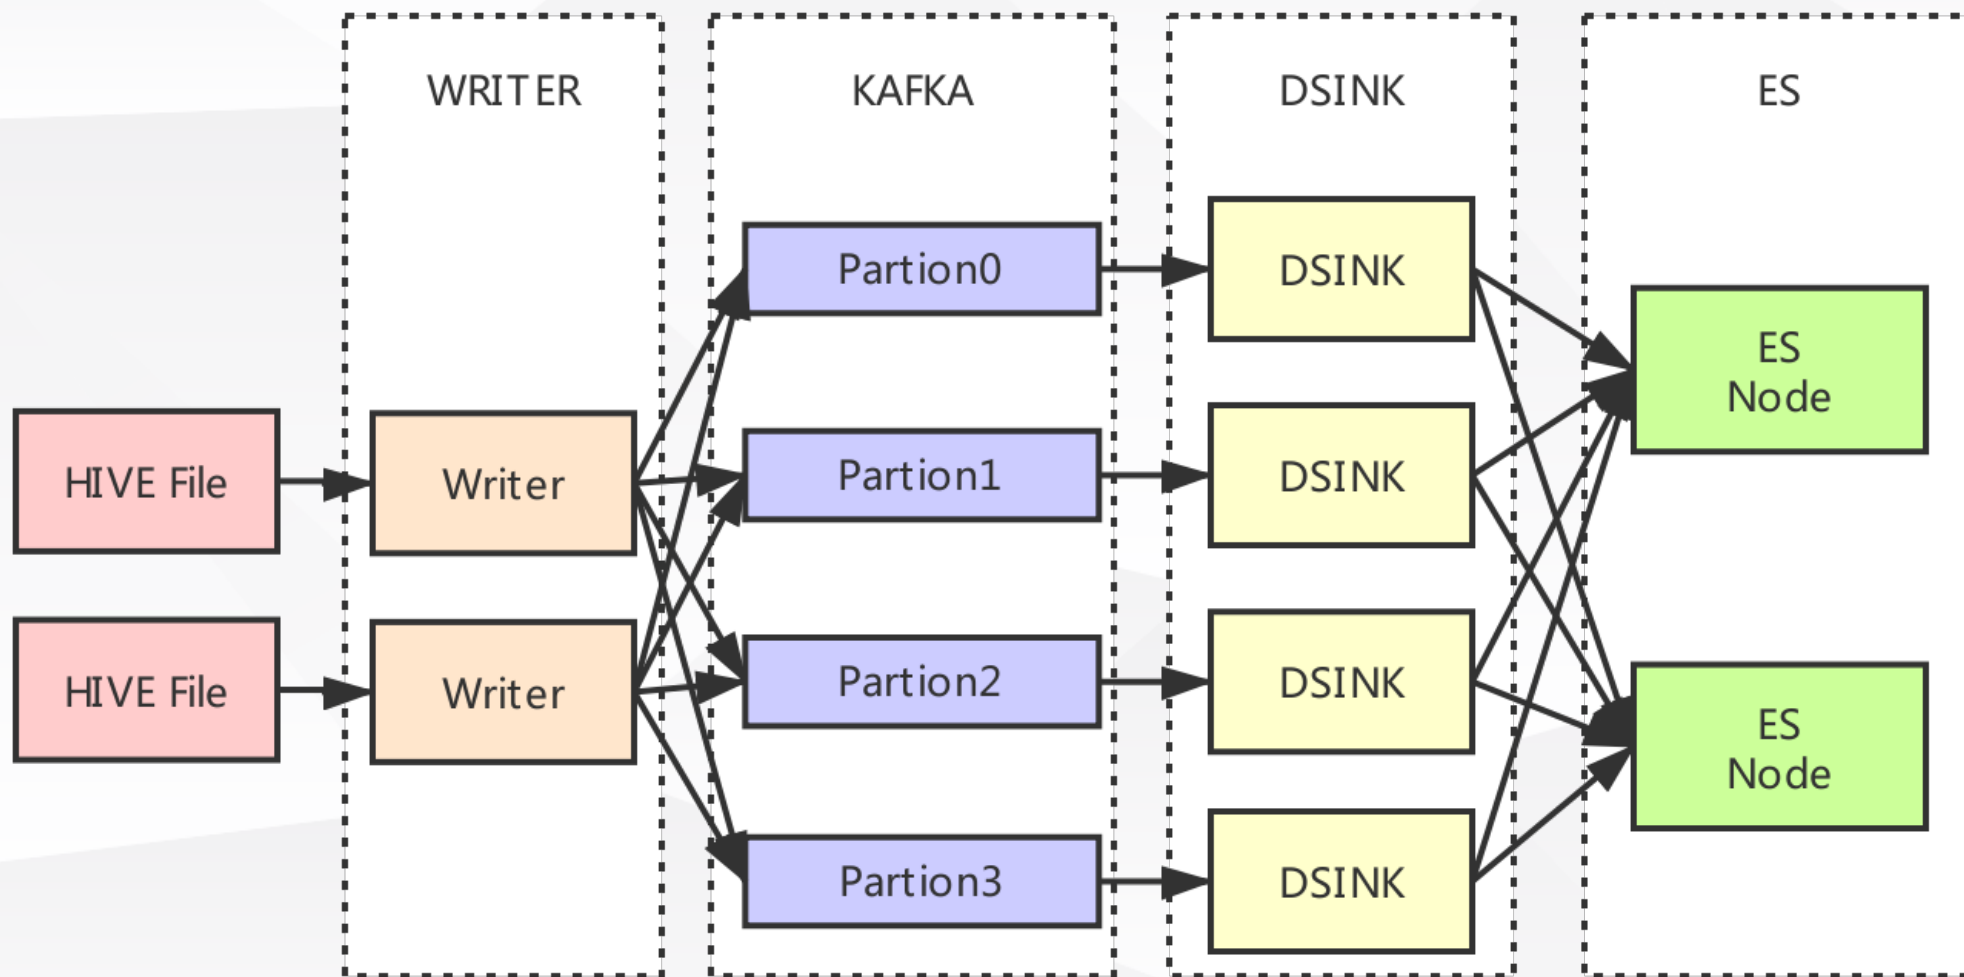 WRITER
KAFKA
DSINK
ES
HIVE File
HIVE File
Writer
Writer
Partion0
Partion1
Partion2
Partion3
DSINK
DSINK
DSINK
DSINK
ES
Node
ES
Node